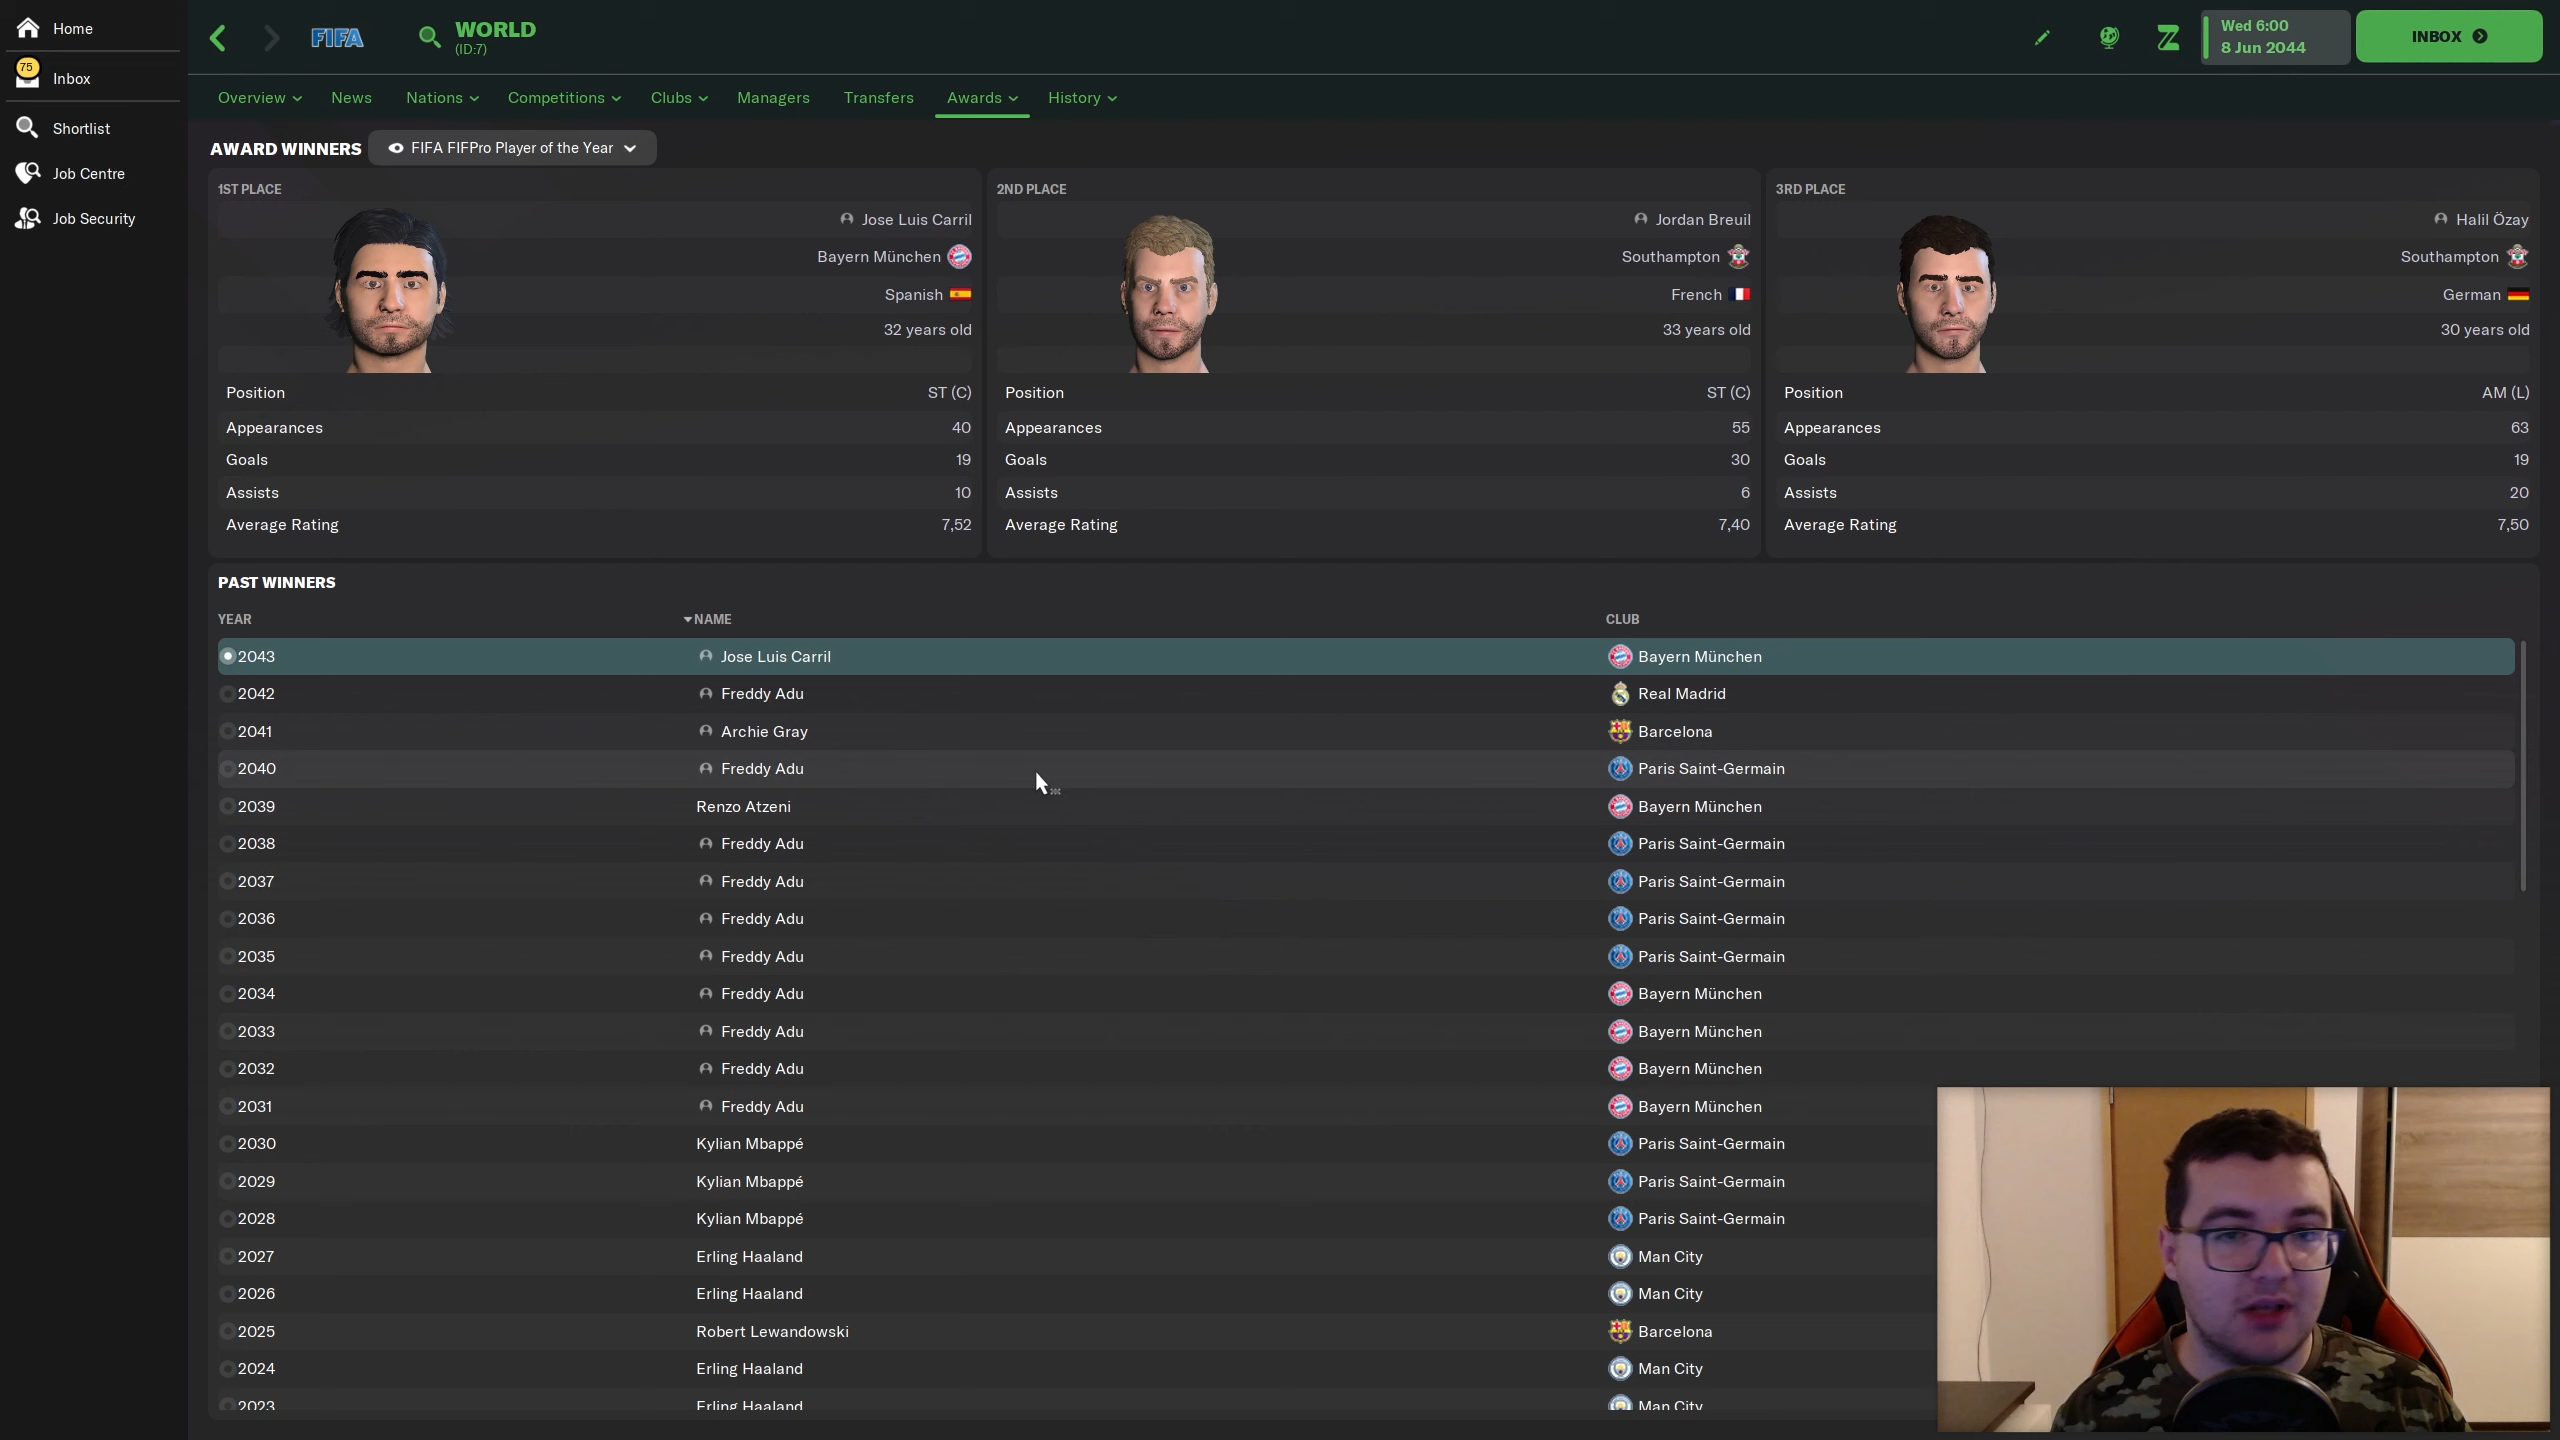 Home
75
Inbox
Shortlist
Job Centre
Job Security
FIFA
WORLD
(ID:7)
Wed 6:00
8 Jun 2044
INBOX
Overview
News
Nations
Competitions
Clubs
Managers
Transfers
Awards
History
AWARD WINNERS
FIFA FIFPro Player of the Year
1ST PLACE
Jose Luis Carril
Bayern München
Spanish
32 years old
Position ST (C)
Appearances 40
Goals 19
Assists 10
Average Rating 7,52
2ND PLACE
Jordan Breuil
Southampton
French
33 years old
Position ST (C)
Appearances 55
Goals 30
Assists 6
Average Rating 7,40
3RD PLACE
Halil Özay
Southampton
German
30 years old
Position AM (L)
Appearances 63
Goals 19
Assists 20
Average Rating 7,50
PAST WINNERS
YEAR NAME CLUB
2043 Jose Luis Carril Bayern München
2042 Freddy Adu Real Madrid
2041 Archie Gray Barcelona
2040 Freddy Adu Paris Saint-Germain
2039 Renzo Atzeni Bayern München
2038 Freddy Adu Paris Saint-Germain
2037 Freddy Adu Paris Saint-Germain
2036 Freddy Adu Paris Saint-Germain
2035 Freddy Adu Paris Saint-Germain
2034 Freddy Adu Bayern München
2033 Freddy Adu Bayern München
2032 Freddy Adu Bayern München
2031 Freddy Adu Bayern München
2030 Kylian Mbappé Paris Saint-Germain
2029 Kylian Mbappé Paris Saint-Germain
2028 Kylian Mbappé Paris Saint-Germain
2027 Erling Haaland Man City
2026 Erling Haaland Man City
2025 Robert Lewandowski Barcelona
2024 Erling Haaland Man City
2023 Erling Haaland Man City